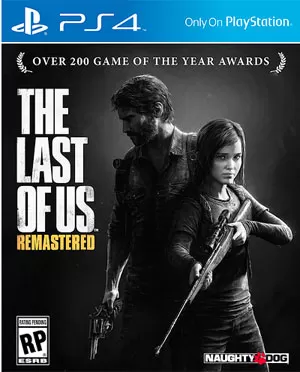 PS4
Only On PlayStation®
OVER 200 GAME OF THE YEAR AWARDS
THE
LAST
OF US
™
REMASTERED
RATING PENDING
RP
ESRB
NAUGHTY DOG